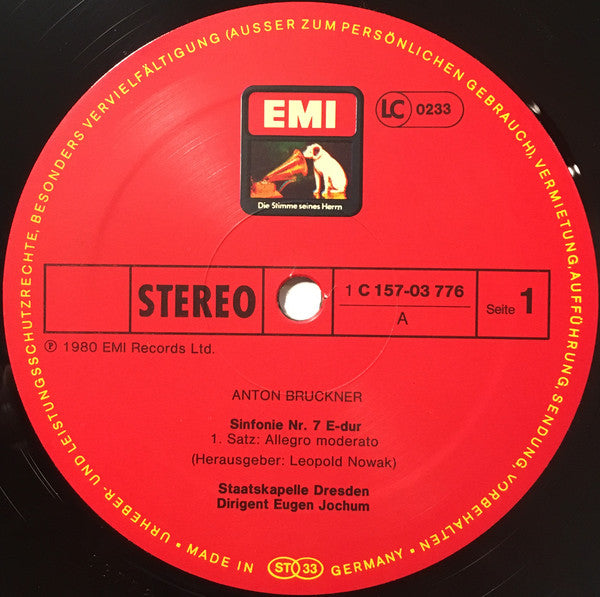 URHEBER- UND LEISTUNGSSCHUTZRECHTE, BESONDERS VERVIELFÄLTIGUNG (AUSSER ZUM PERSÖNLICHEN GEBRAUCH), VERMIETUNG, AUFFÜHRUNG, SENDUNG, VORBEHALTEN •
EMI
Die Stimme seines Herrn
LC 0233
STEREO
1 C 157-03 776
A
Seite 1
℗ 1980 EMI Records Ltd.
ANTON BRUCKNER
Sinfonie Nr. 7 E-dur
1. Satz: Allegro moderato
(Herausgeber: Leopold Nowak)
Staatskapelle Dresden
Dirigent Eugen Jochum
• MADE IN ST 33 GERMANY •